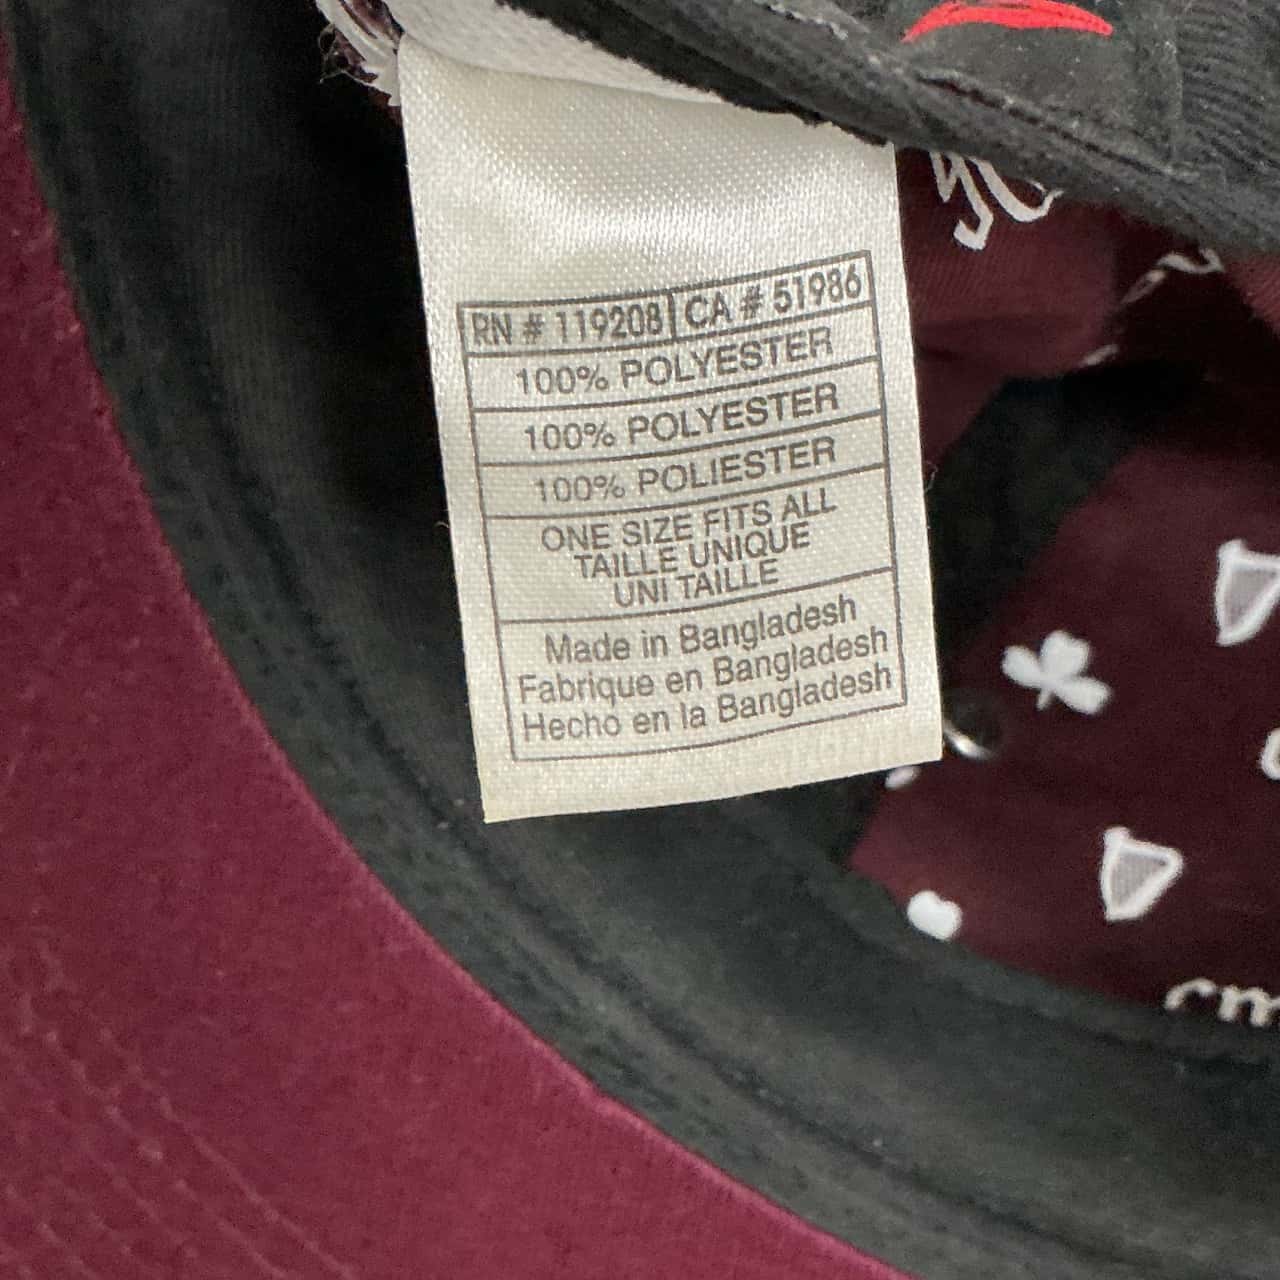 RN # 119208 CA # 51986
100% POLYESTER
100% POLYESTER
100% POLIESTER
ONE SIZE FITS ALL
TAILLE UNIQUE
UNI TAILLE
Made in Bangladesh
Fabrique en Bangladesh
Hecho en la Bangladesh